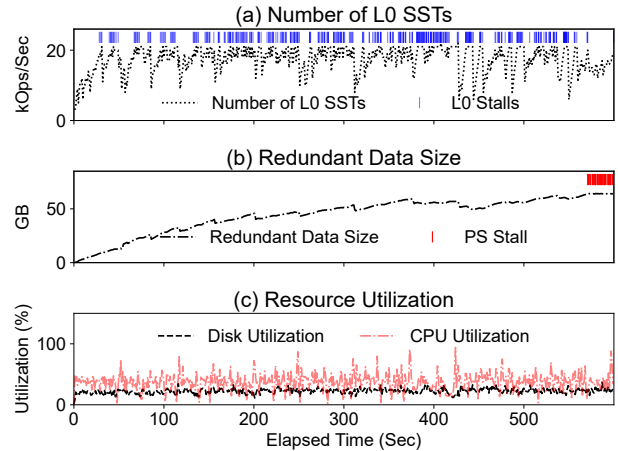 (a) Number of L0 SSTs
kOps/Sec
20
0
Number of L0 SSTs
L0 Stalls
(b) Redundant Data Size
GB
50
0
Redundant Data Size
PS Stall
(c) Resource Utilization
Utilization (%)
100
0
Disk Utilization
CPU Utilization
0 100 200 300 400 500
Elapsed Time (Sec)